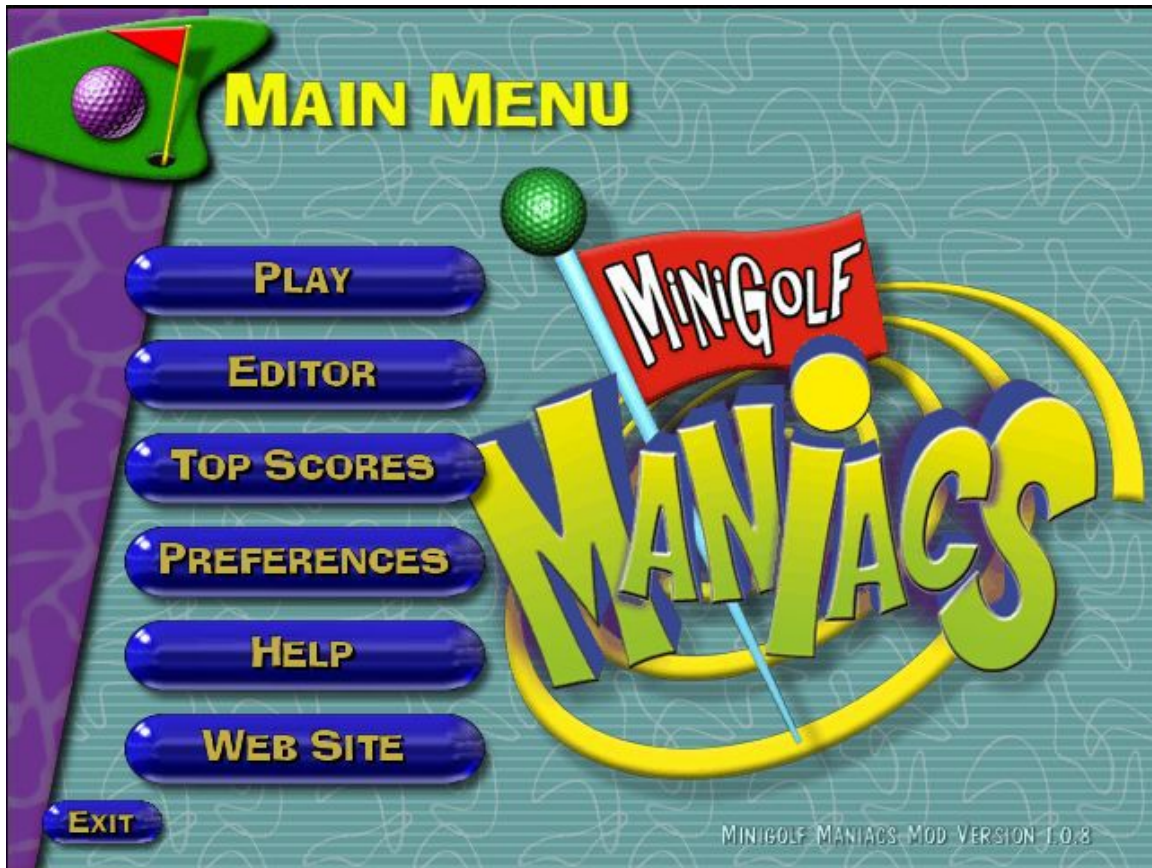 MAIN MENU
MINIGOLF
MANIACS
PLAY
EDITOR
TOP SCORES
PREFERENCES
HELP
WEB SITE
EXIT
MINIGOLF MANIACS MOD VERSION 1.0.8